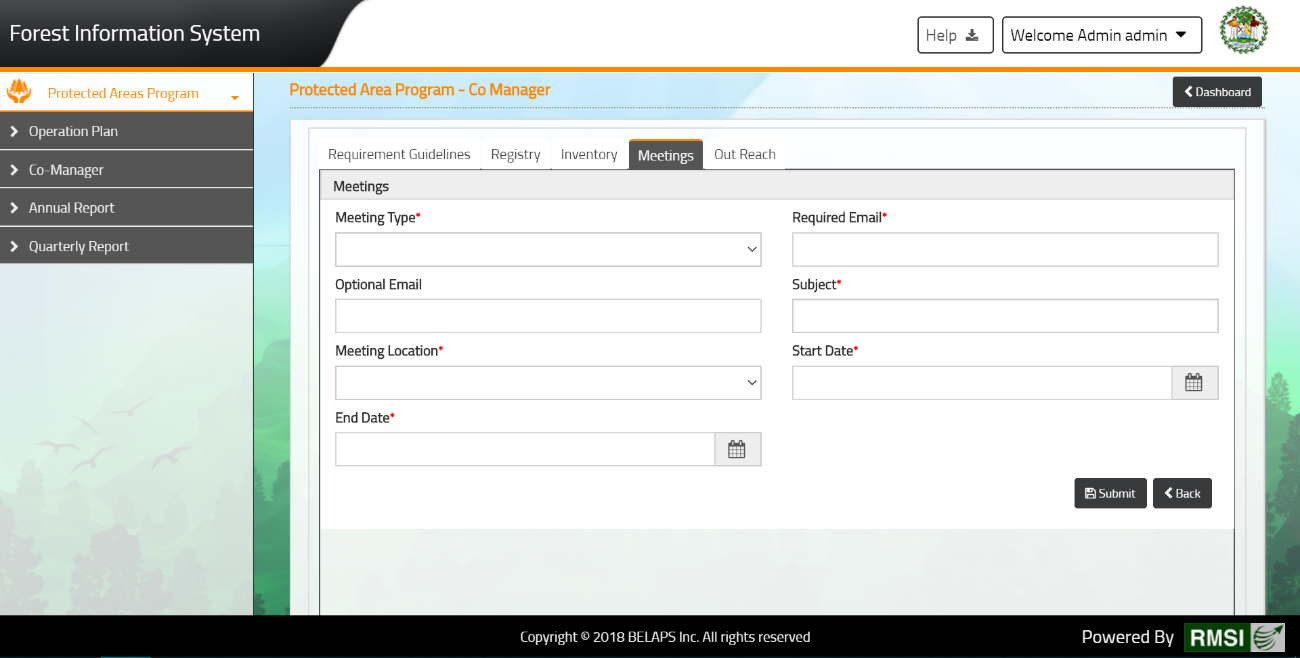 Forest Information System
Help
Welcome Admin admin
Protected Areas Program
Operation Plan
Co-Manager
Annual Report
Quarterly Report
Protected Area Program - Co Manager
Dashboard
Requirement Guidelines Registry Inventory Meetings Out Reach
Meetings
Meeting Type* Required Email*
Optional Email Subject*
Meeting Location* Start Date*
End Date*
Submit Back
Copyright © 2018 BELAPS Inc. All rights reserved
Powered By RMSI